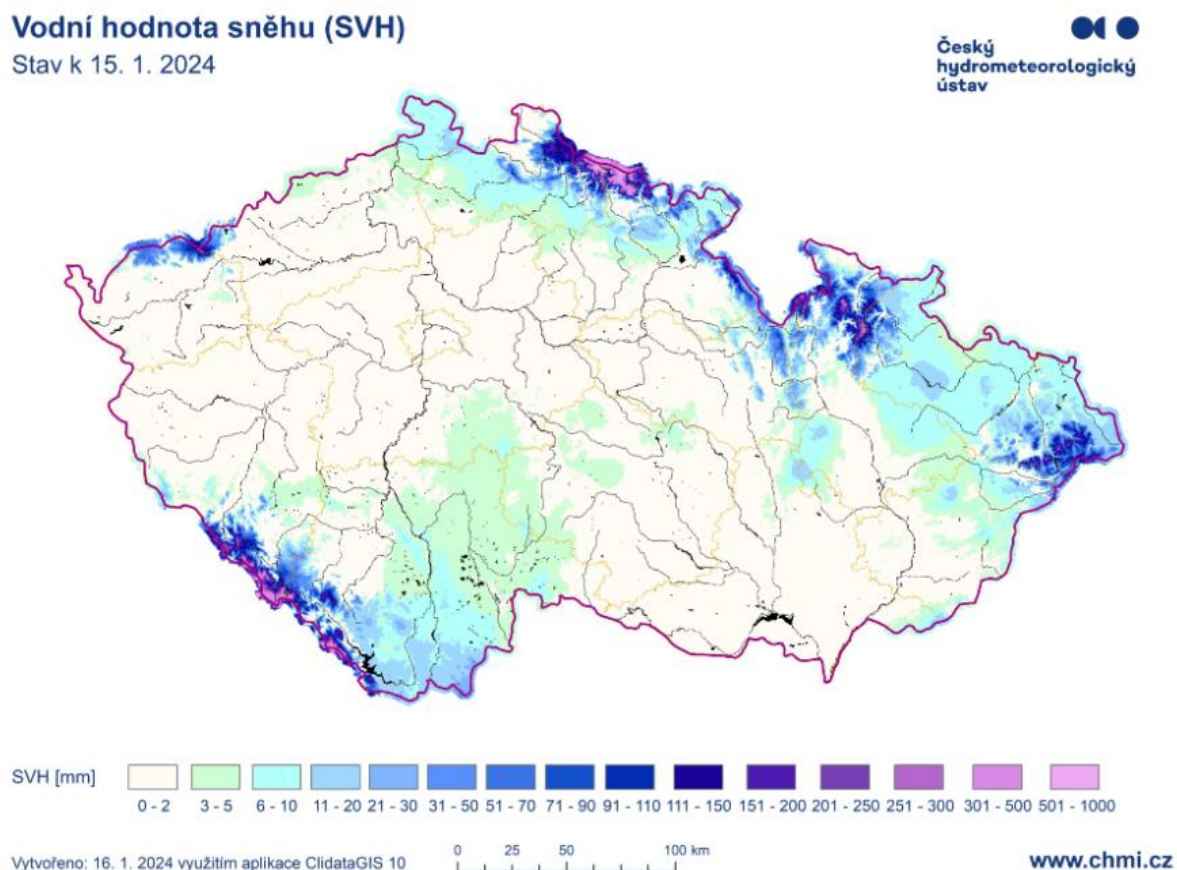 Vodní hodnota sněhu (SVH)
Stav k 15. 1. 2024
Český
hydrometeorologický
ústav
SVH [mm]
0 - 2
3 - 5
6 - 10
11 - 20
21 - 30
31 - 50
51 - 70
71 - 90
91 - 110
111 - 150
151 - 200
201 - 250
251 - 300
301 - 500
501 - 1000
Vytvořeno: 16. 1. 2024 využitím aplikace ClidataGIS 10
0 25 50 100 km
www.chmi.cz